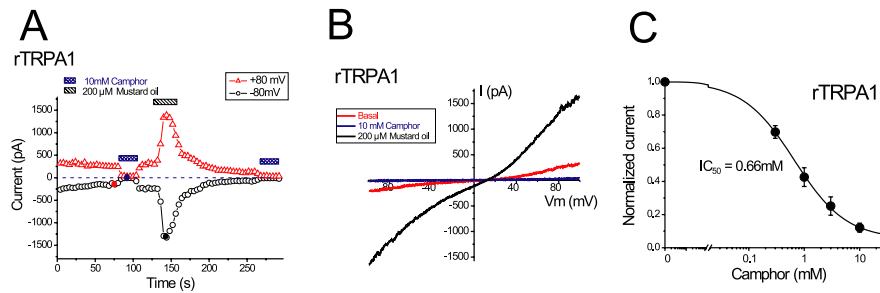 A
rTRPA1
10mM Camphor
200 µM Mustard oil
+80 mV
-80mV
Current (pA)
1500
1000
500
0
-500
-1000
-1500
0 50 100 150 200 250
Time (s)
B
rTRPA1
I (pA)
Basal
10 mM Camphor
200 µM Mustard oil
1500
1000
500
-80 -40 40 80
Vm (mV)
-500
-1000
-1500
C
rTRPA1
Normalized current
1,0
0,8
0,6
0,4
0,2
0,0
IC50 = 0.66mM
0 0.1 1 10
Camphor (mM)